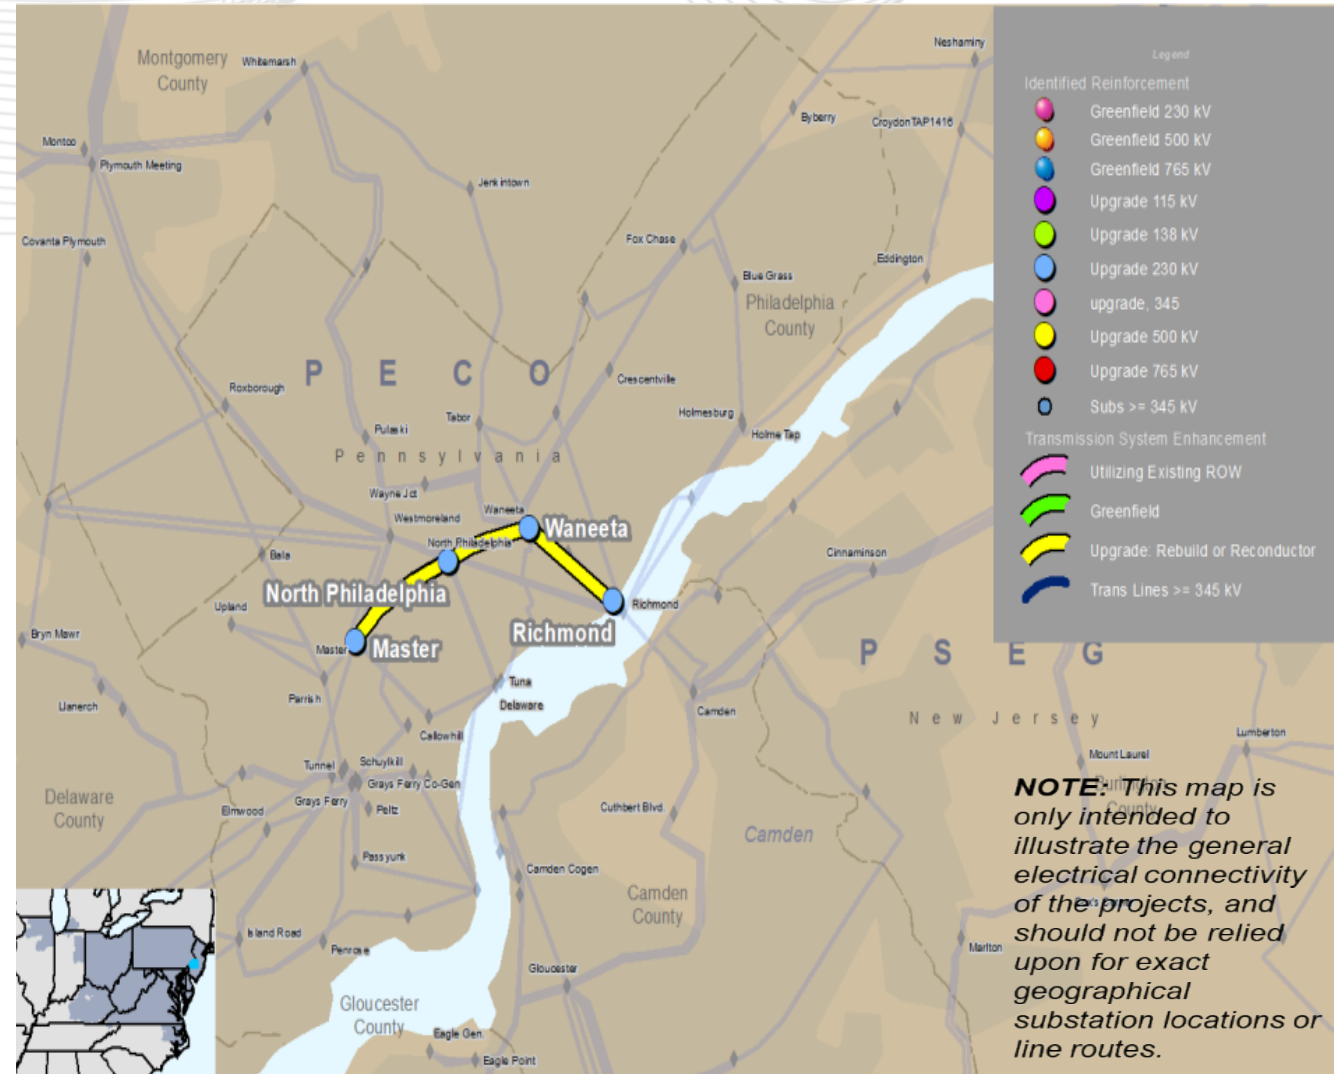 Neshaminy
Montgomery
County
Whitemarsh
Byberry
CroydonTAP1416
Montco
Plymouth Meeting
Jenkintown
Covanta Plymouth
Fox Chase
Eddington
Blue Grass
Philadelphia
County
PECO
Roxborough
Crescentville
Tabor
Holmesburg
Pulaski
Holme Tap
Pennsylvania
Wayne Jct
Waneeta
Westmoreland
Waneeta
North Philadelphia
Bala
Cinnaminson
North Philadelphia
Upland
Richmond
Richmond
Bryn Mawr
Master
Master
PSEG
Tuna
Parrish
Delaware
Llanerch
Camden
New Jersey
Callowhill
Lumberton
Mount Laurel
Tunnel
Schuylkill
Grays Ferry Co-Gen
Delaware
County
Grays Ferry
Elmwood
Peltz
Cuthbert Blvd.
Camden
Burlington
County
Passyunk
Camden Cogen
Camden
County
Island Road
Penrose
Marlton
Gloucester
Gloucester
County
Eagle Gen.
Eagle Point
Legend
Identified Reinforcement
Greenfield 230 kV
Greenfield 500 kV
Greenfield 765 kV
Upgrade 115 kV
Upgrade 138 kV
Upgrade 230 kV
upgrade, 345
Upgrade 500 kV
Upgrade 765 kV
Subs >= 345 kV
Transmission System Enhancement
Utilizing Existing ROW
Greenfield
Upgrade: Rebuild or Reconductor
Trans Lines >= 345 kV
NOTE: This map is
only intended to
illustrate the general
electrical connectivity
of the projects, and
should not be relied
upon for exact
geographical
substation locations or
line routes.